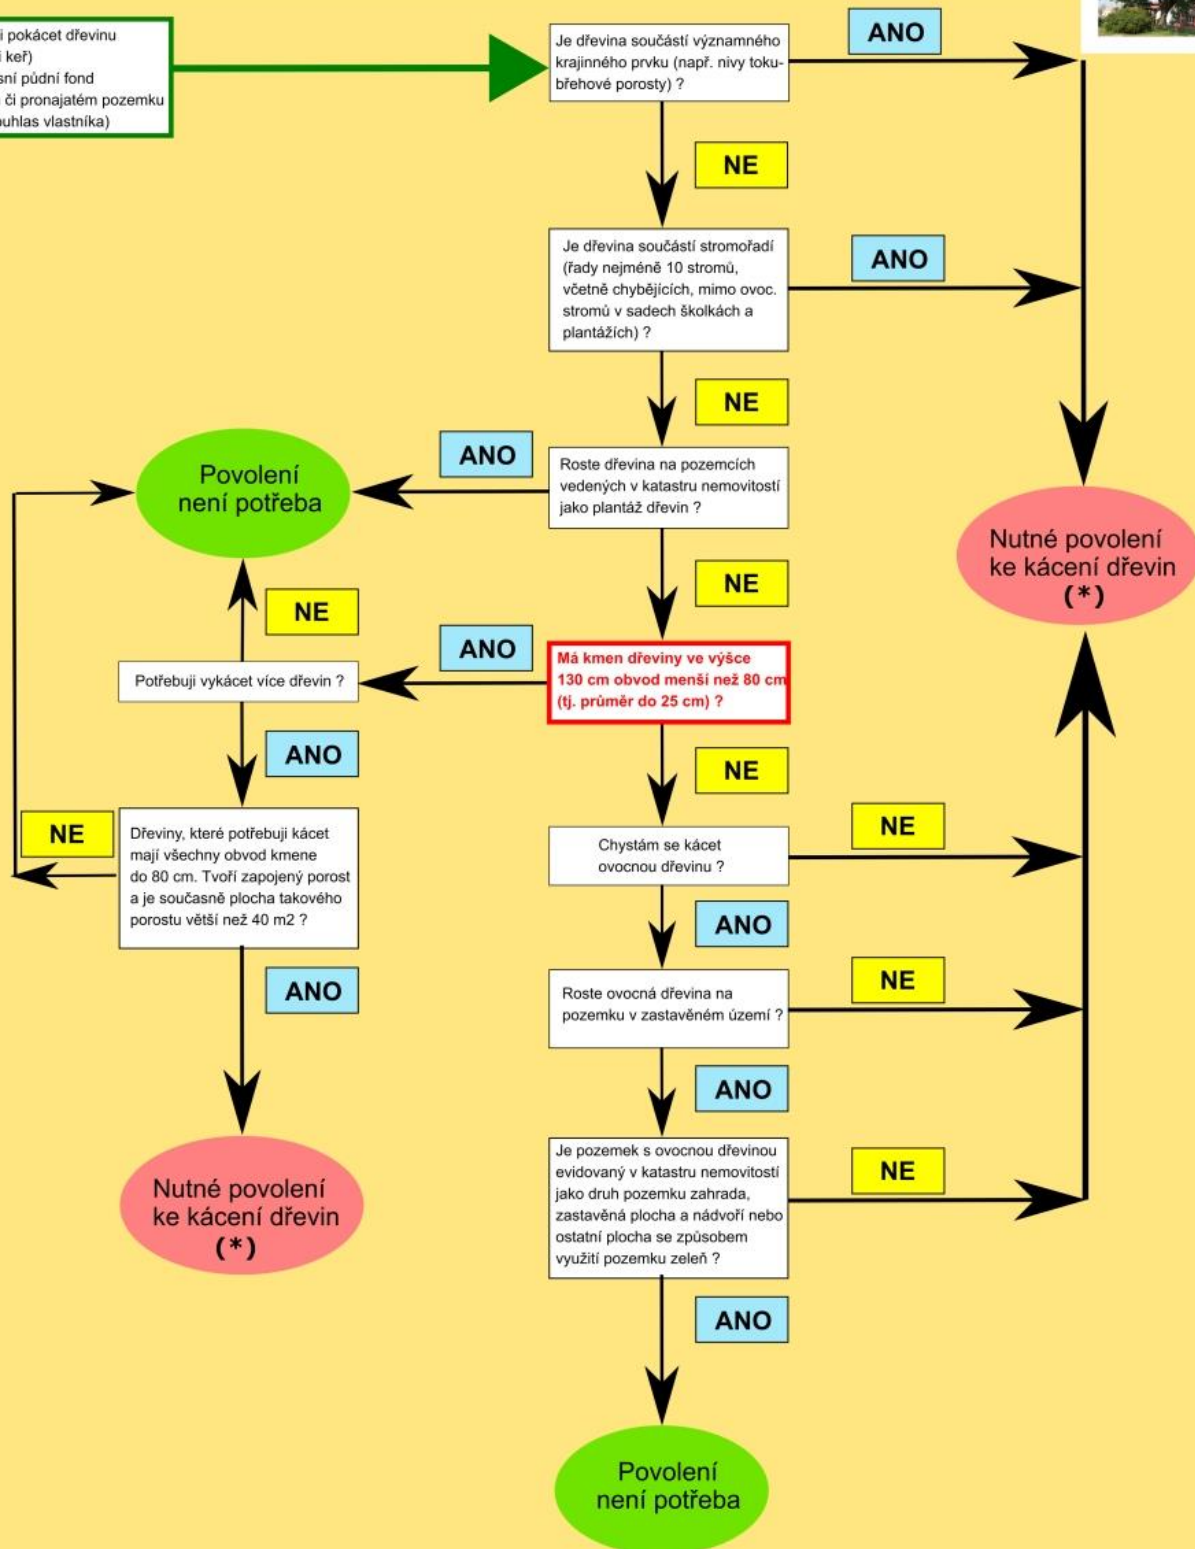 i pokácet dřevinu
i keř)
sní půdní fond
či pronajatém pozemku
ouhlas vlastníka)
Je dřevina součástí významného
krajinného prvku (např. nivy toku-
břehové porosty) ?
ANO
NE
Je dřevina součástí stromořadí
(řady nejméně 10 stromů,
včetně chybějících, mimo ovoc.
stromů v sadech školkách a
plantážích) ?
ANO
NE
Roste dřevina na pozemcích
vedených v katastru nemovitostí
jako plantáž dřevin ?
ANO
Povolení
není potřeba
NE
Nutné povolení
ke kácení dřevin
(*)
Má kmen dřeviny ve výšce
130 cm obvod menší než 80 cm
(tj. průměr do 25 cm) ?
ANO
Potřebuji vykácet více dřevin ?
NE
ANO
Dřeviny, které potřebuji kácet
mají všechny obvod kmene
do 80 cm. Tvoří zapojený porost
a je současně plocha takového
porostu větší než 40 m2 ?
NE
ANO
Nutné povolení
ke kácení dřevin
(*)
NE
Chystám se kácet
ovocnou dřevinu ?
NE
ANO
Roste ovocná dřevina na
pozemku v zastavěném území ?
NE
ANO
Je pozemek s ovocnou dřevinou
evidovaný v katastru nemovitostí
jako druh pozemku zahrada,
zastavěná plocha a nádvoří nebo
ostatní plocha se způsobem
využití pozemku zeleň ?
NE
ANO
Povolení
není potřeba